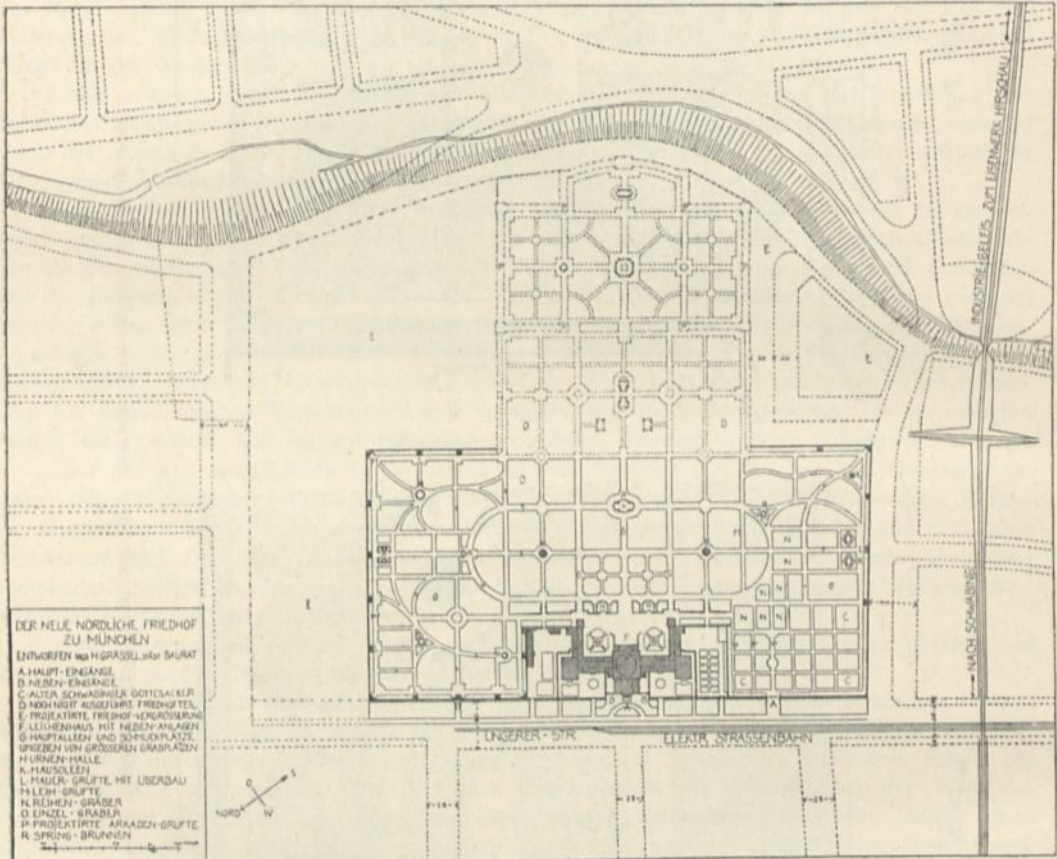 INDUSTRIE-GELEIS ZUM EISENWERK HIRSCHAU
NACH SCHWABING
UNGERER-STR
ELEKTR. STRASSENBAHN
DER NEUE NÖRDLICHE FRIEDHOF
ZU MÜNCHEN
ENTWORFEN VON H. GRÄSSEL, BAURAT
A. HAUPT-EINGÄNGE
B. NEBEN-EINGÄNGE
C. ALTER SCHWABINGER GOTTESACKER
D. NOCH NICHT AUSGEFÜHRT. FRIEDHOFTEIL
E. PROJEKTIRTE FRIEDHOF-VERGRÖSSERUNG
F. LEICHENHAUS MIT NEBEN-ANLAGEN
G. HAUPTALLEEN UND SCHMUCKPLÄTZE
UMGEBEN VON GRÖSSEREN GRABPLÄTZEN
H. URNEN-HALLE
K. MAUSOLEEN
L. MAUER-GRÜFTE MIT ÜBERBAU
M. LEIH-GRÜFTE
N. REIHEN-GRÄBER
O. EINZEL-GRÄBER
P. PROJEKTIRTE ARKADEN-GRÜFTE
R. SPRING-BRUNNEN
O S
NORD W
E
E
D D
O
M
N
N
N
N N
C
C C
F
A